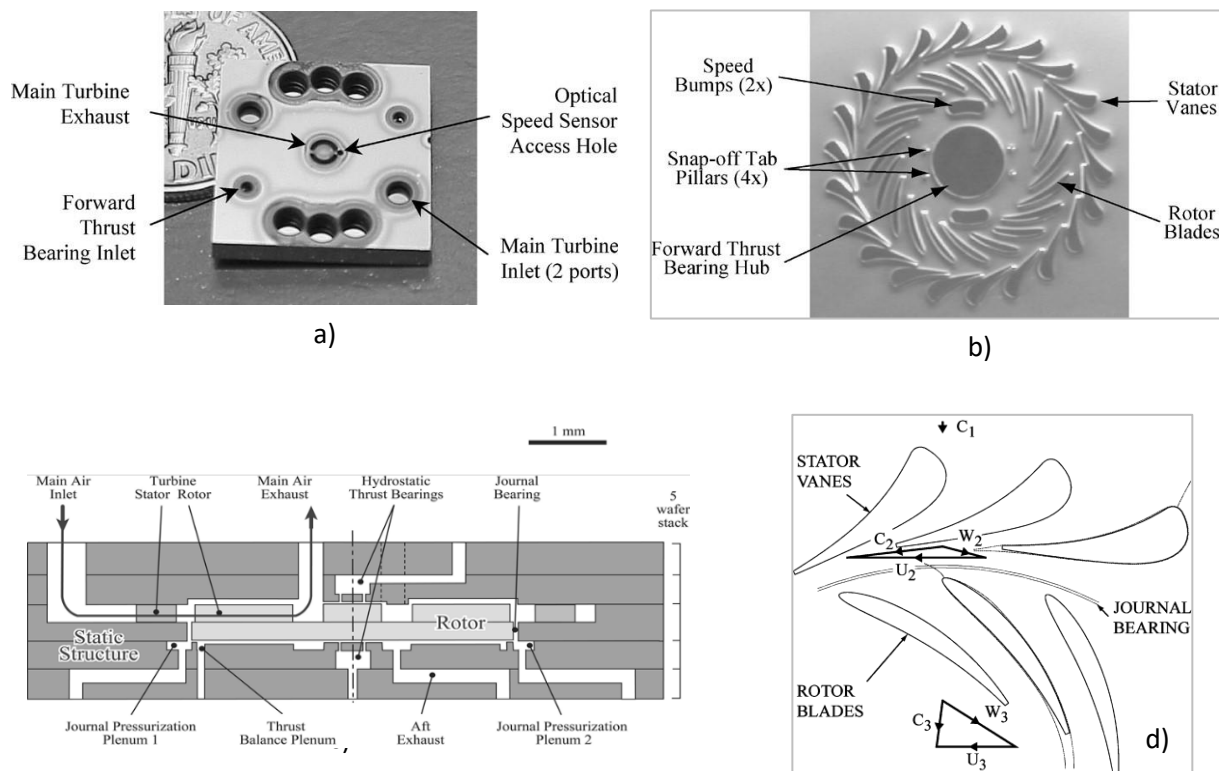 Main Turbine
Exhaust
Forward
Thrust
Bearing Inlet
Optical
Speed Sensor
Access Hole
Main Turbine
Inlet (2 ports)
a)
Speed
Bumps (2x)
Snap-off Tab
Pillars (4x)
Forward Thrust
Bearing Hub
Stator
Vanes
Rotor
Blades
b)
1 mm
Main Air
Inlet
Turbine
Stator Rotor
Main Air
Exhaust
Hydrostatic
Thrust Bearings
Journal
Bearing
5
wafer
stack
Static
Structure
Rotor
Journal Pressurization
Plenum 1
Thrust
Balance Plenum
Aft
Exhaust
Journal Pressurization
Plenum 2
C1
STATOR
VANES
C2
W2
U2
JOURNAL
BEARING
ROTOR
BLADES
C3
W3
U3
d)